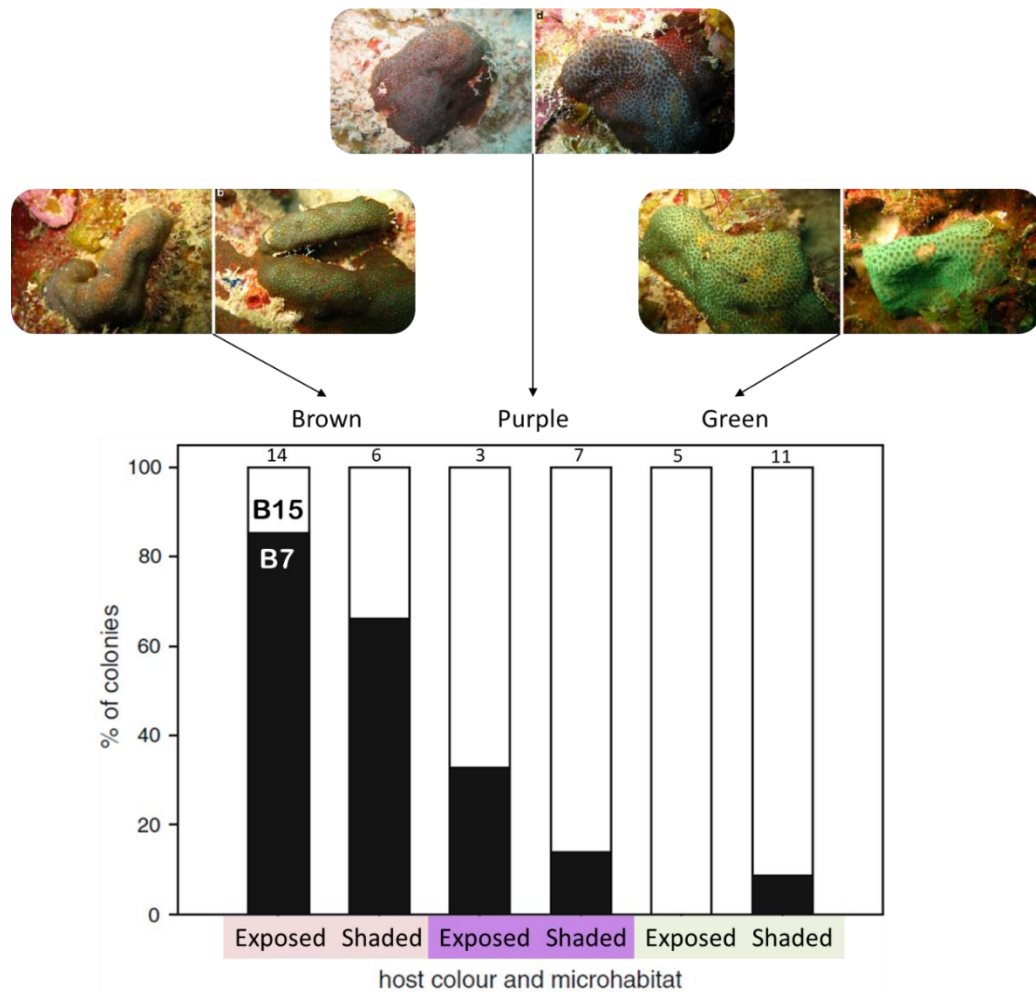 d
b
Brown Purple Green
14 6 3 7 5 11
100
B15
B7
80
60
40
20
0
% of colonies
Exposed Shaded Exposed Shaded Exposed Shaded
host colour and microhabitat